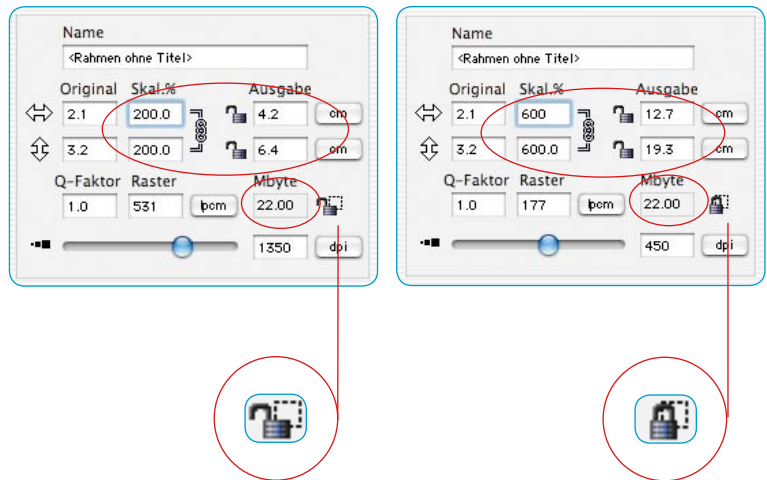 Name
<Rahmen ohne Titel>
Original Skal.% Ausgabe
2.1 200.0 4.2 cm
3.2 200.0 6.4 cm
Q-Faktor Raster Mbyte
1.0 531 lpcm 22.00
1350 dpi
Name
<Rahmen ohne Titel>
Original Skal.% Ausgabe
2.1 600 12.7 cm
3.2 600.0 19.3 cm
Q-Faktor Raster Mbyte
1.0 177 lpcm 22.00
450 dpi